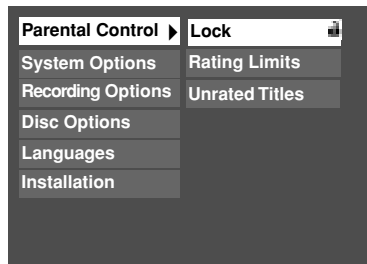 Parental Control
System Options
Recording Options
Disc Options
Languages
Installation
Lock
Rating Limits
Unrated Titles